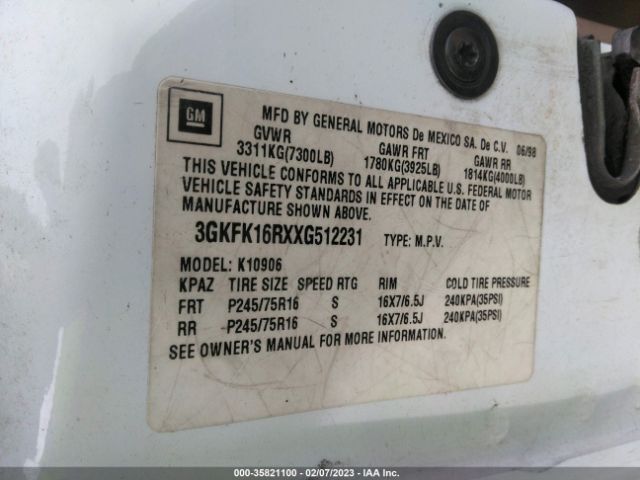 GM
MFD BY GENERAL MOTORS De MEXICO SA. De C.V. 06/98
GVWR GAWR FRT GAWR RR
3311KG(7300LB) 1780KG(3925LB) 1814KG(4000LB)
THIS VEHICLE CONFORMS TO ALL APPLICABLE U.S. FEDERAL MOTOR
VEHICLE SAFETY STANDARDS IN EFFECT ON THE DATE OF
MANUFACTURE SHOWN ABOVE.
3GKFK16RXXG512231 TYPE: M.P.V.
MODEL: K10906
KPAZ TIRE SIZE SPEED RTG RIM COLD TIRE PRESSURE
FRT P245/75R16 S 16X7/6.5J 240KPA(35PSI)
RR P245/75R16 S 16X7/6.5J 240KPA(35PSI)
SEE OWNER'S MANUAL FOR MORE INFORMATION.
000-35821100 - 02/07/2023 - IAA Inc.